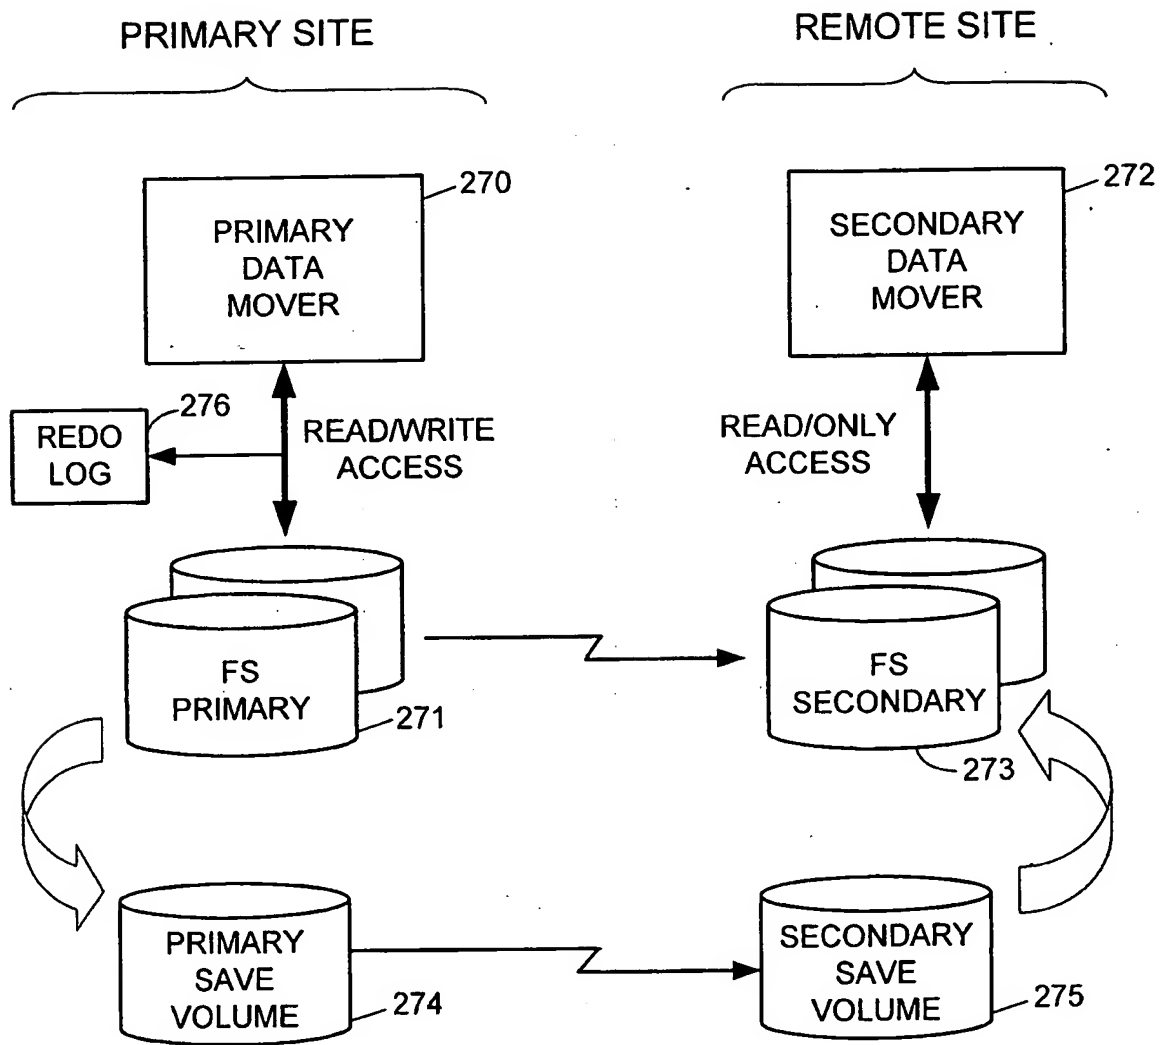 PRIMARY SITE
REMOTE SITE
270
PRIMARY
DATA
MOVER
272
SECONDARY
DATA
MOVER
276
REDO
LOG
READ/WRITE
ACCESS
READ/ONLY
ACCESS
FS
PRIMARY
271
FS
SECONDARY
273
PRIMARY
SAVE
VOLUME
274
SECONDARY
SAVE
VOLUME
275